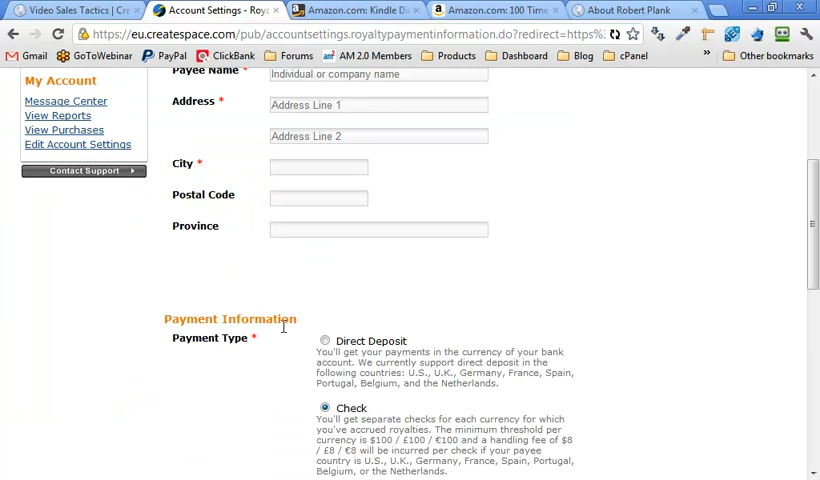 Video Sales Tactics | Cre
Account Settings - Roya
Amazon.com: Kindle Di
Amazon.com: 100 Time
About Robert Plank
https://eu.createspace.com/pub/accountsettings.royaltypaymentinformation.do?redirect=https%
Gmail
GoToWebinar
PayPal
ClickBank
Forums
AM 2.0 Members
Products
Dashboard
Blog
cPanel
»
Other bookmarks
My Account
Message Center
View Reports
View Purchases
Edit Account Settings
Contact Support
Payee Name *
Individual or company name
Address *
Address Line 1
Address Line 2
City *
Postal Code
Province
Payment Information
Payment Type *
Direct Deposit
You'll get your payments in the currency of your bank
account. We currently support direct deposit in the
following countries: U.S., U.K., Germany, France, Spain,
Portugal, Belgium, and the Netherlands.
Check
You'll get separate checks for each currency for which
you've accrued royalties. The minimum threshold per
currency is $100 / £100 / €100 and a handling fee of $8
/ £8 / €8 will be incurred per check if your payee
country is U.S., U.K., Germany, France, Spain, Portugal,
Belgium, or the Netherlands.